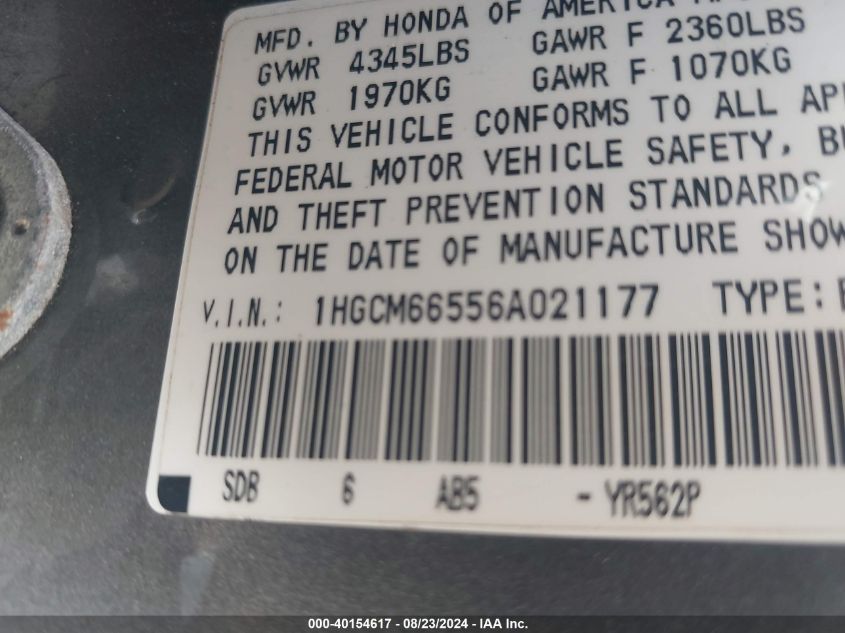 MFD. BY HONDA OF AMERICA
GVWR 4345LBS GAWR F 2360LBS
GVWR 1970KG GAWR F 1070KG
THIS VEHICLE CONFORMS TO ALL
FEDERAL MOTOR VEHICLE SAFETY,
AND THEFT PREVENTION STANDARDS
ON THE DATE OF MANUFACTURE SHOW
V.I.N.: 1HGCM66556A021177 TYPE:
SDB 6 AB5 - YR562P
000-40154617 / 08/23/2024 - IAA Inc.